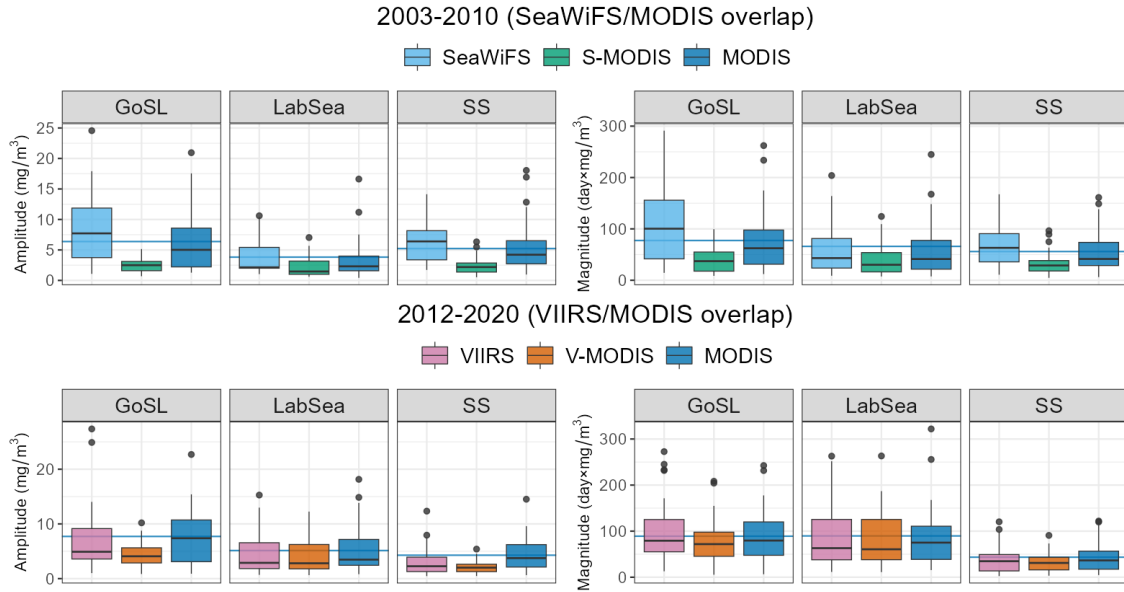 2003-2010 (SeaWiFS/MODIS overlap)
SeaWiFS S-MODIS MODIS
GoSL LabSea SS
Amplitude (mg/m³)
25
20
15
10
5
0
GoSL LabSea SS
Magnitude (day×mg/m³)
300
200
100
0
2012-2020 (VIIRS/MODIS overlap)
VIIRS V-MODIS MODIS
GoSL LabSea SS
Amplitude (mg/m³)
20
10
0
GoSL LabSea SS
Magnitude (day×mg/m³)
300
200
100
0